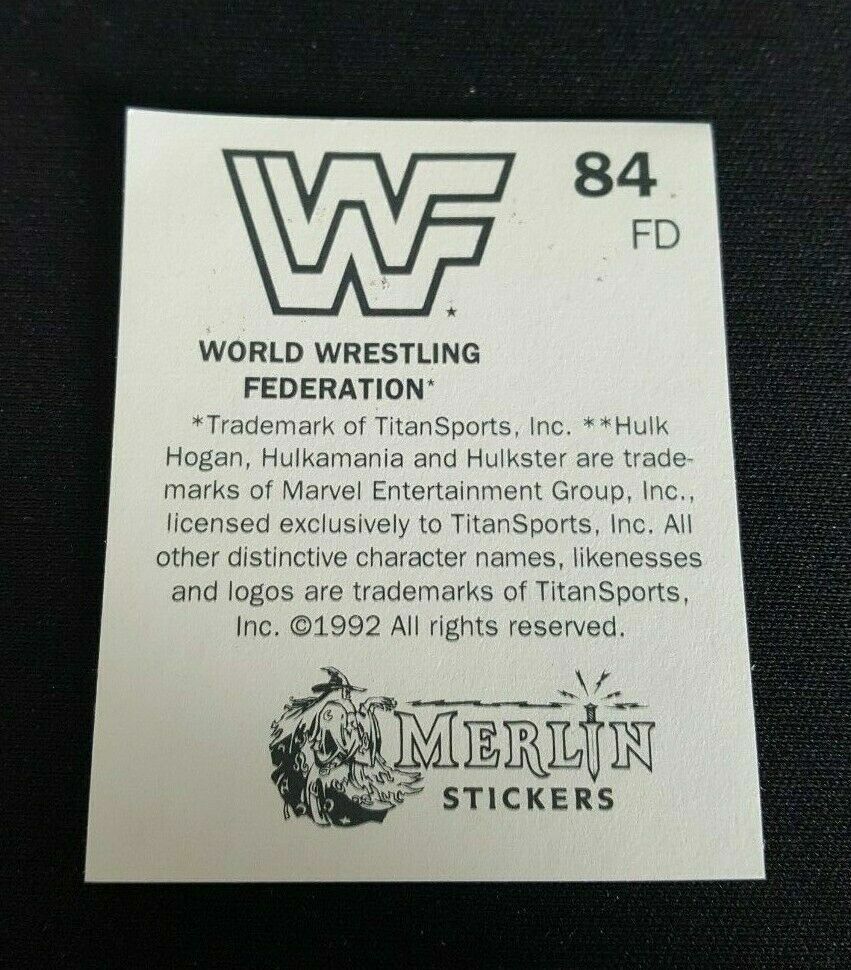 WF
84
FD
WORLD WRESTLING
FEDERATION*
*Trademark of TitanSports, Inc. **Hulk
Hogan, Hulkamania and Hulkster are trade-
marks of Marvel Entertainment Group, Inc.,
licensed exclusively to TitanSports, Inc. All
other distinctive character names, likenesses
and logos are trademarks of TitanSports,
Inc. ©1992 All rights reserved.
MERLIN
STICKERS